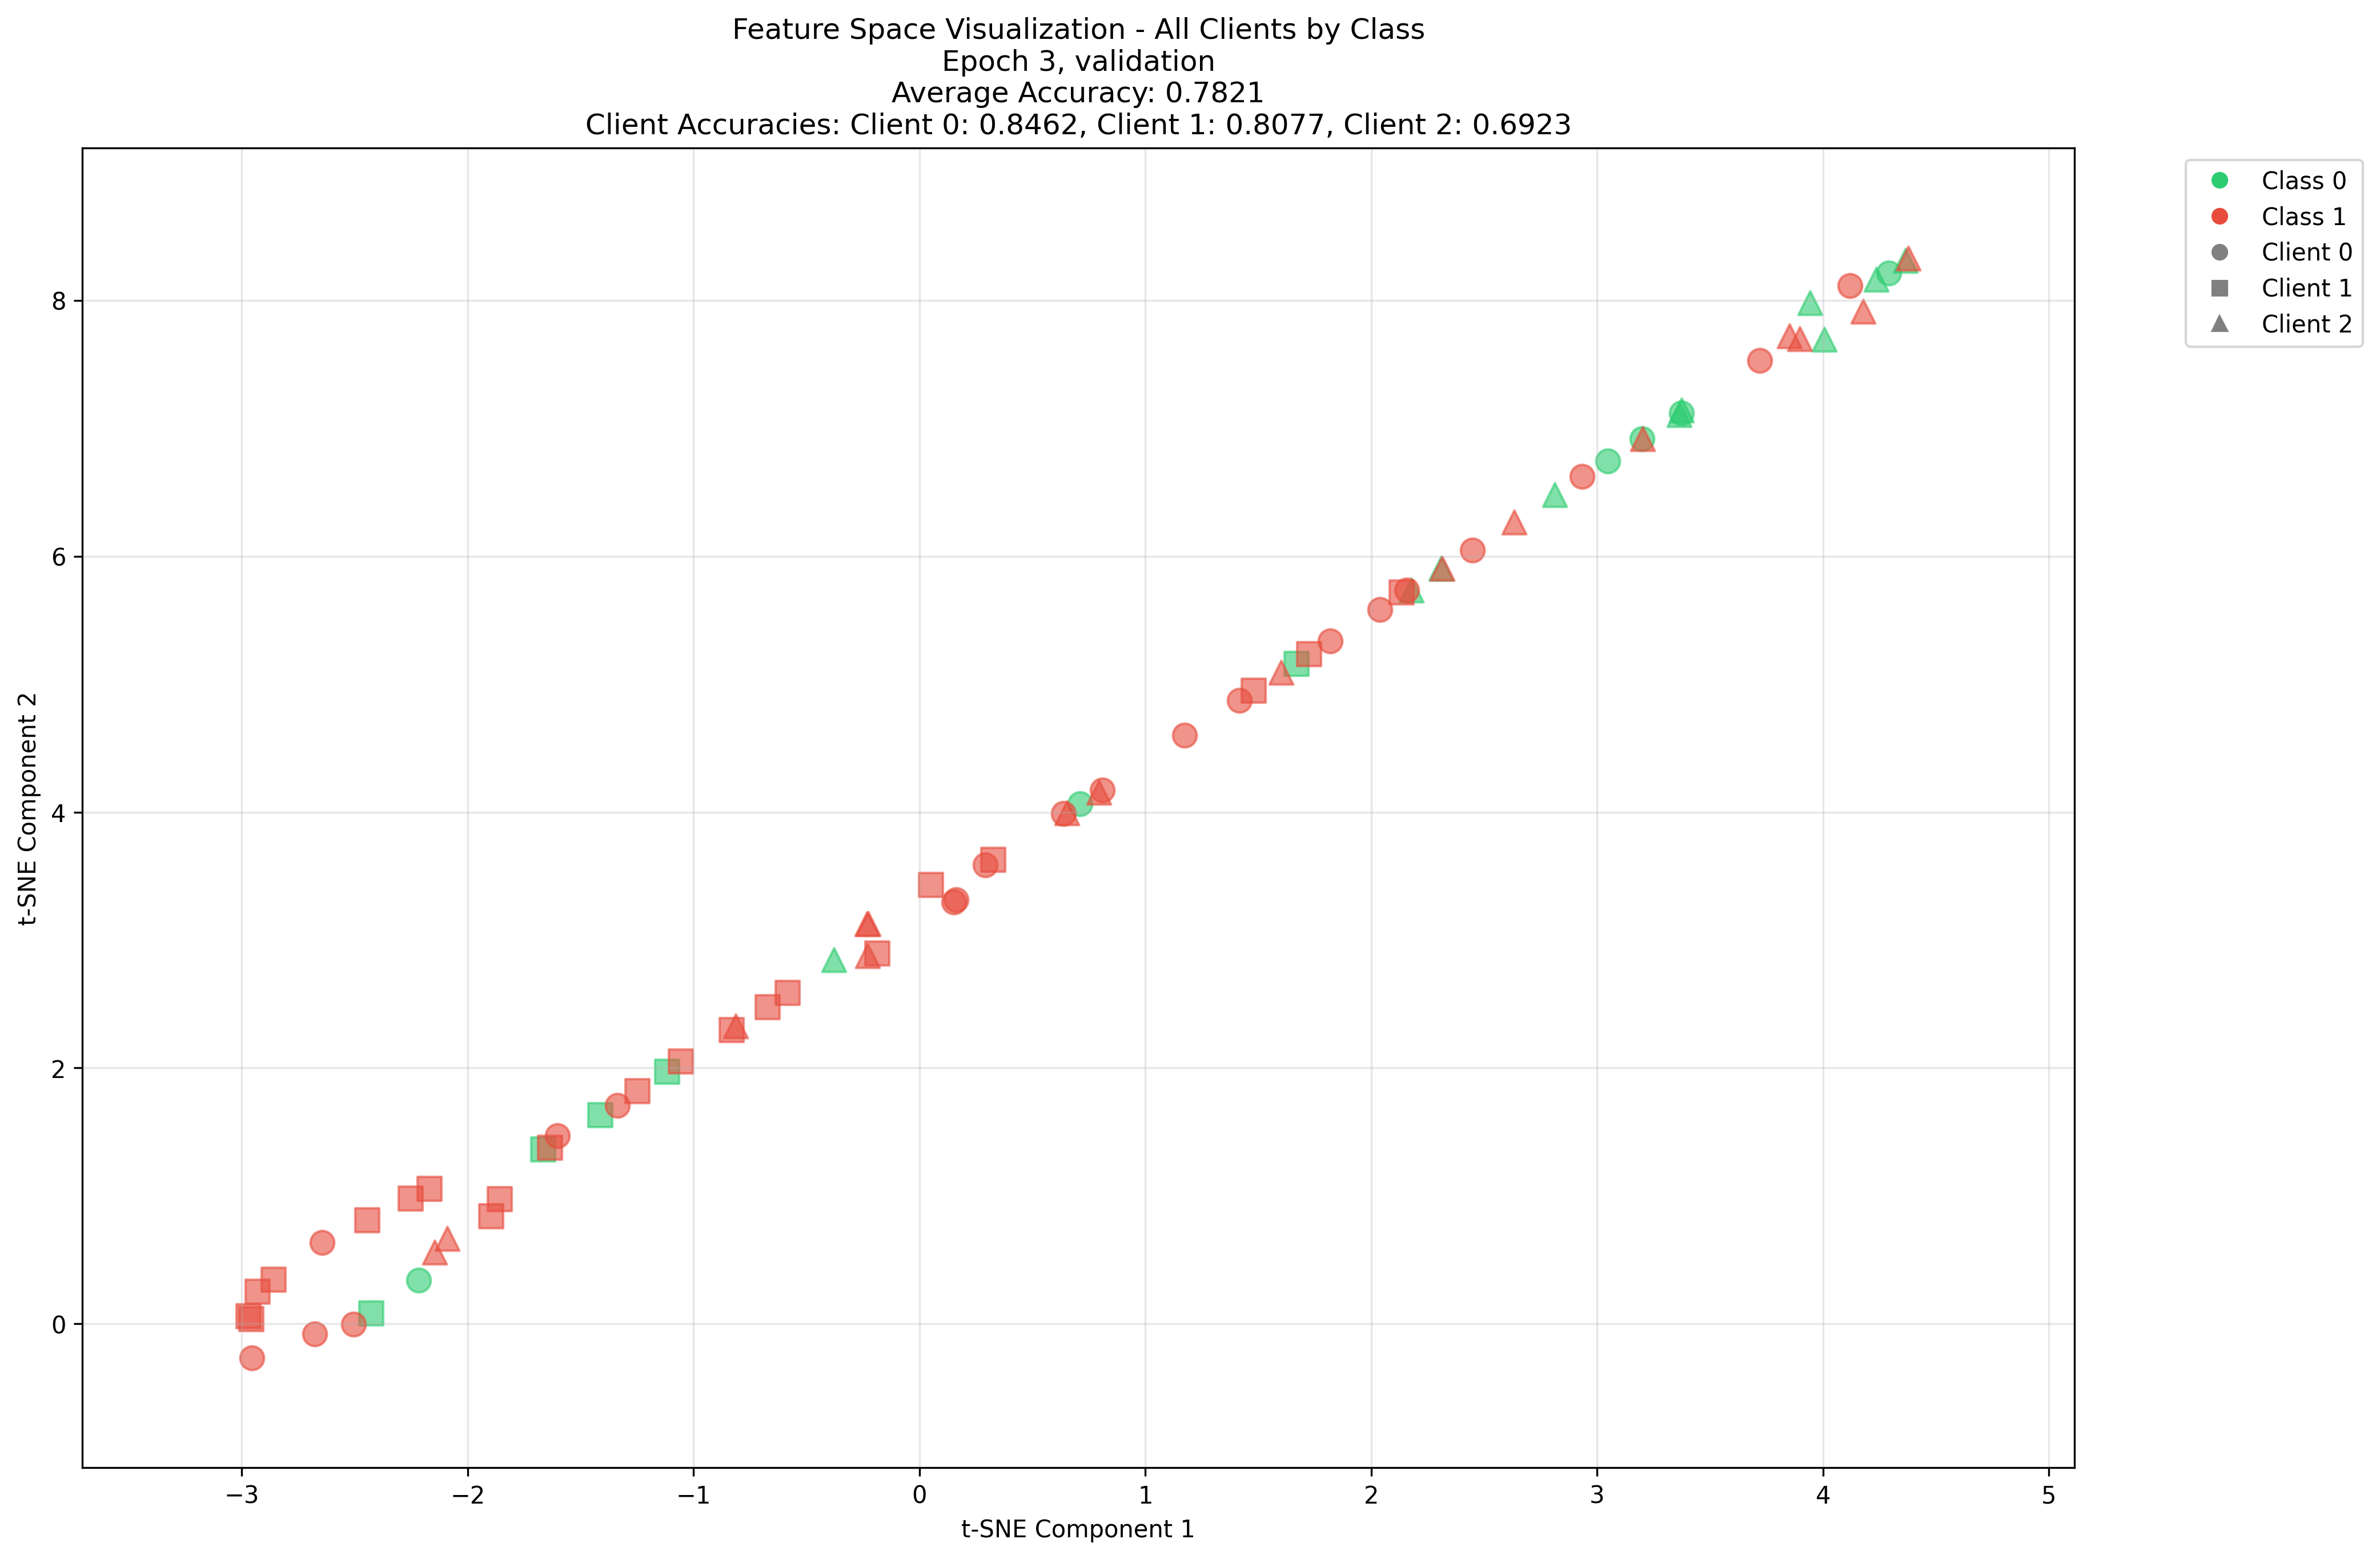 Feature Space Visualization - All Clients by Class
Epoch 3, validation
Average Accuracy: 0.7821
Client Accuracies: Client 0: 0.8462, Client 1: 0.8077, Client 2: 0.6923
Class 0
Class 1
Client 0
Client 1
Client 2
t-SNE Component 2
8
6
4
2
0
−3
−2
−1
0
1
2
3
4
5
t-SNE Component 1